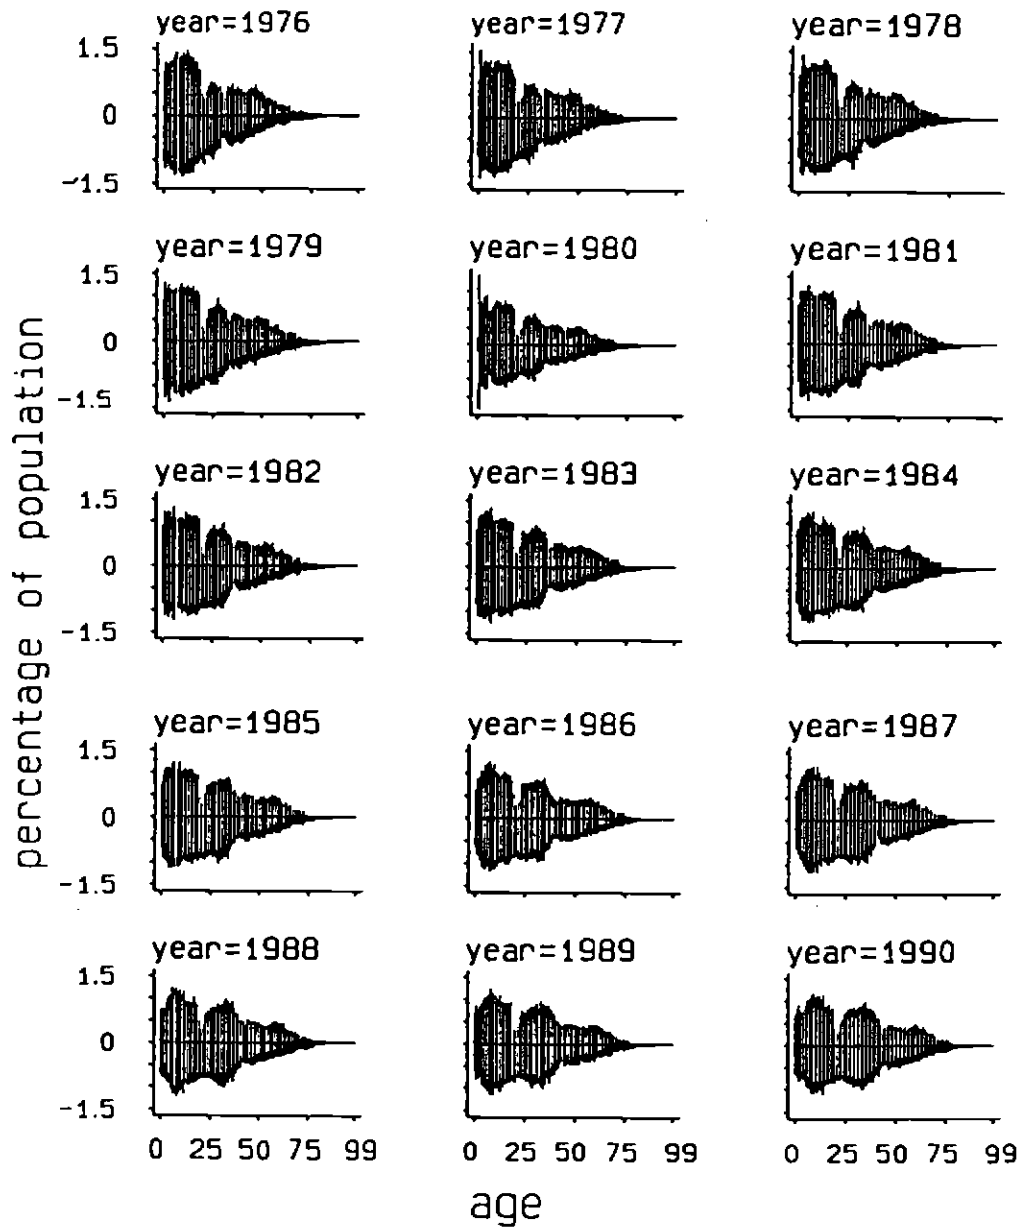 year=1976 year=1977 year=1978
1.5
0
-1.5
year=1979 year=1980 year=1981
1.5
0
-1.5
year=1982 year=1983 year=1984
1.5
0
-1.5
year=1985 year=1986 year=1987
1.5
0
-1.5
year=1988 year=1989 year=1990
1.5
0
-1.5
0 25 50 75 99 0 25 50 75 99 0 25 50 75 99
age
percentage of population